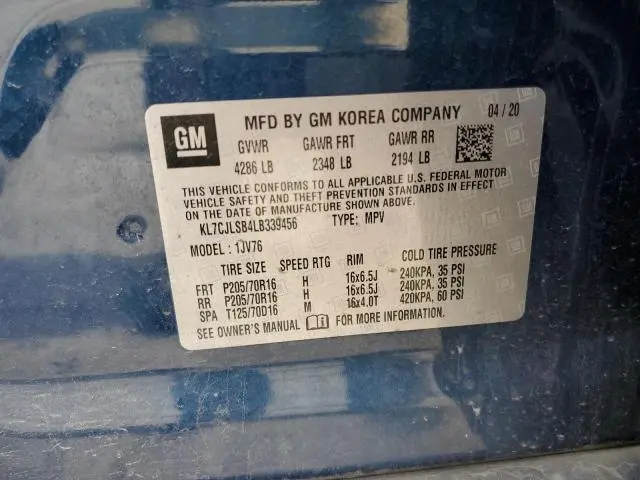 GM
MFD BY GM KOREA COMPANY 04/20
GVWR GAWR FRT GAWR RR
4286 LB 2348 LB 2194 LB
THIS VEHICLE CONFORMS TO ALL APPLICABLE U.S. FEDERAL MOTOR
VEHICLE SAFETY AND THEFT PREVENTION STANDARDS IN EFFECT
ON THE DATE OF MANUFACTURE SHOWN ABOVE.
KL7CJLSB4LB339456 TYPE: MPV
MODEL: 1JV76
TIRE SIZE SPEED RTG RIM COLD TIRE PRESSURE
FRT P205/70R16 H 16x6.5J 240KPA, 35 PSI
RR P205/70R16 H 16x6.5J 240KPA, 35 PSI
SPA T125/70D16 M 16x4.0T 420KPA, 60 PSI
SEE OWNER'S MANUAL i FOR MORE INFORMATION.